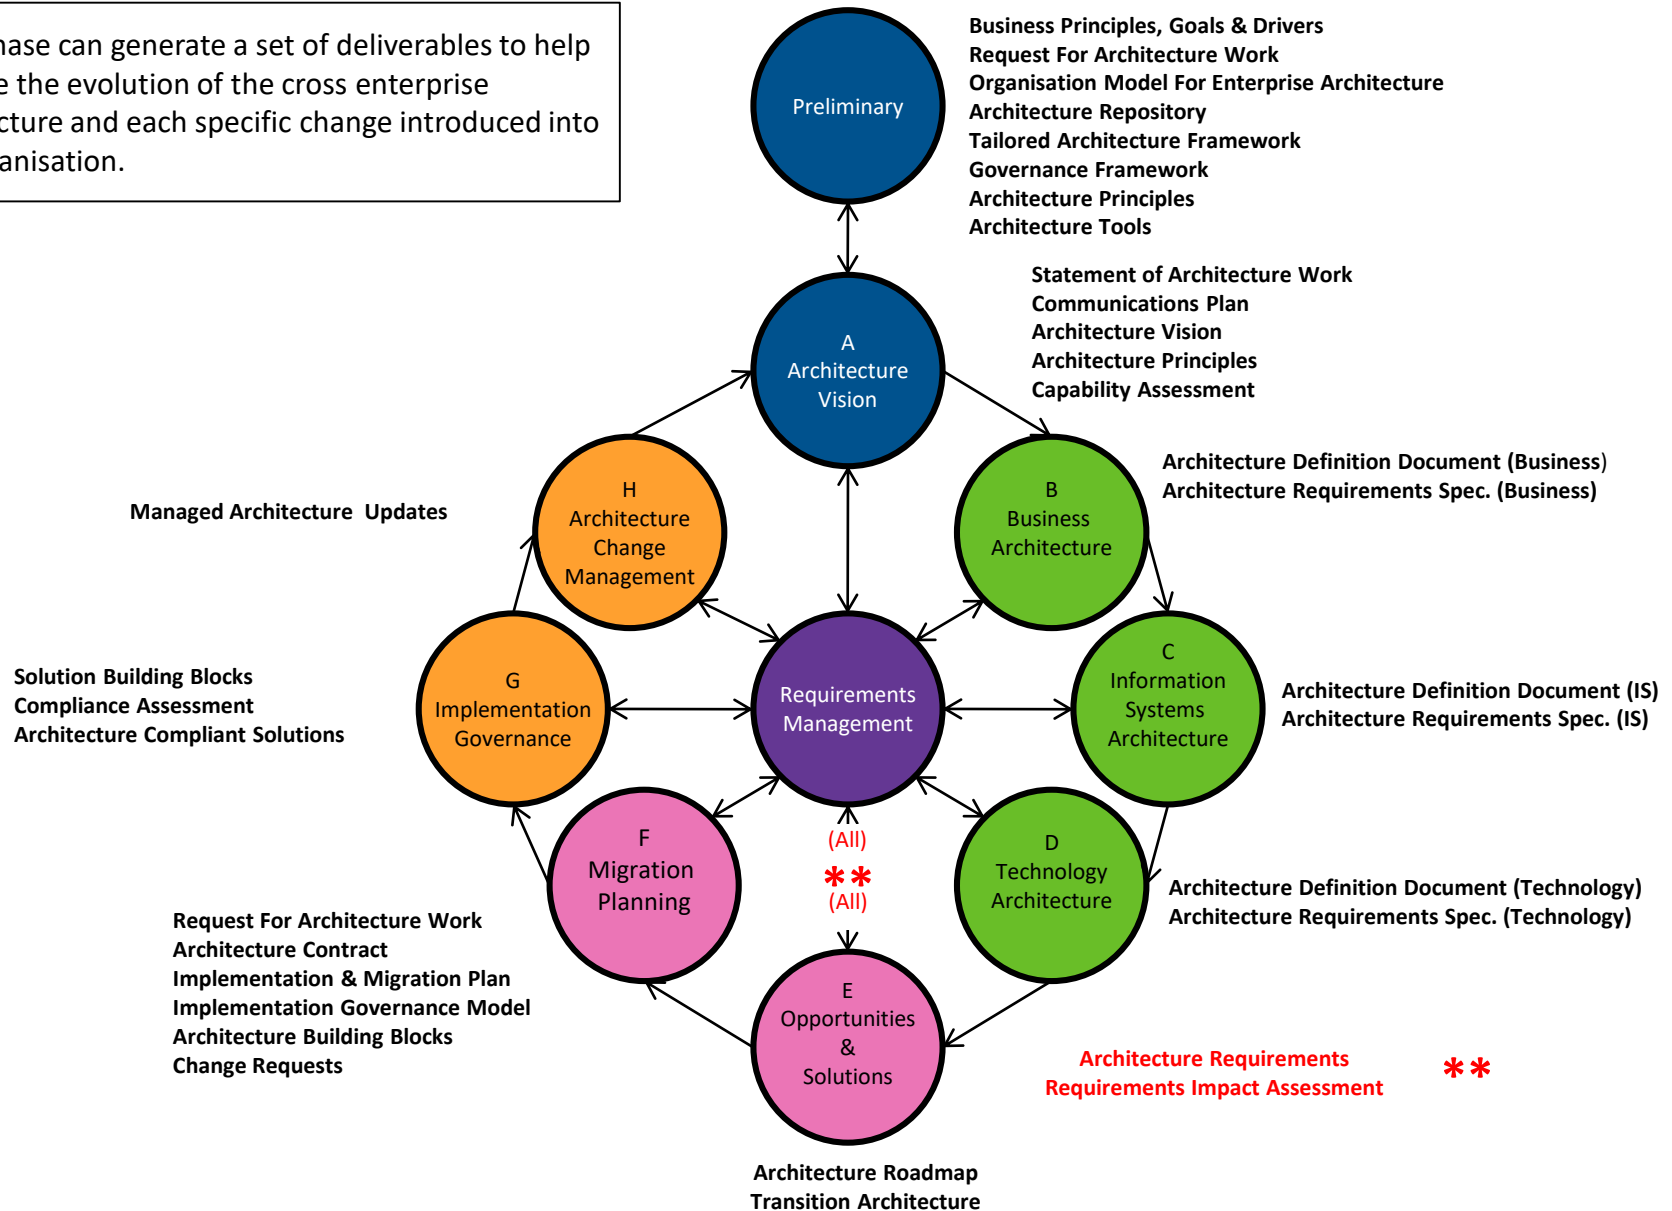 hase can generate a set of deliverables to help
e the evolution of the cross enterprise
cture and each specific change introduced into
anisation.
Preliminary
Business Principles, Goals & Drivers
Request For Architecture Work
Organisation Model For Enterprise Architecture
Architecture Repository
Tailored Architecture Framework
Governance Framework
Architecture Principles
Architecture Tools
A
Architecture
Vision
Statement of Architecture Work
Communications Plan
Architecture Vision
Architecture Principles
Capability Assessment
H
Architecture
Change
Management
Managed Architecture  Updates
B
Business
Architecture
Architecture Definition Document (Business)
Architecture Requirements Spec. (Business)
G
Implementation
Governance
Solution Building Blocks
Compliance Assessment
Architecture Compliant Solutions
Requirements
Management
C
Information
Systems
Architecture
Architecture Definition Document (IS)
Architecture Requirements Spec. (IS)
F
Migration
Planning
(All)
**
(All)
D
Technology
Architecture
Architecture Definition Document (Technology)
Architecture Requirements Spec. (Technology)
Request For Architecture Work
Architecture Contract
Implementation & Migration Plan
Implementation Governance Model
Architecture Building Blocks
Change Requests
E
Opportunities
&
Solutions
Architecture Requirements
Requirements Impact Assessment
**
Architecture Roadmap
Transition Architecture